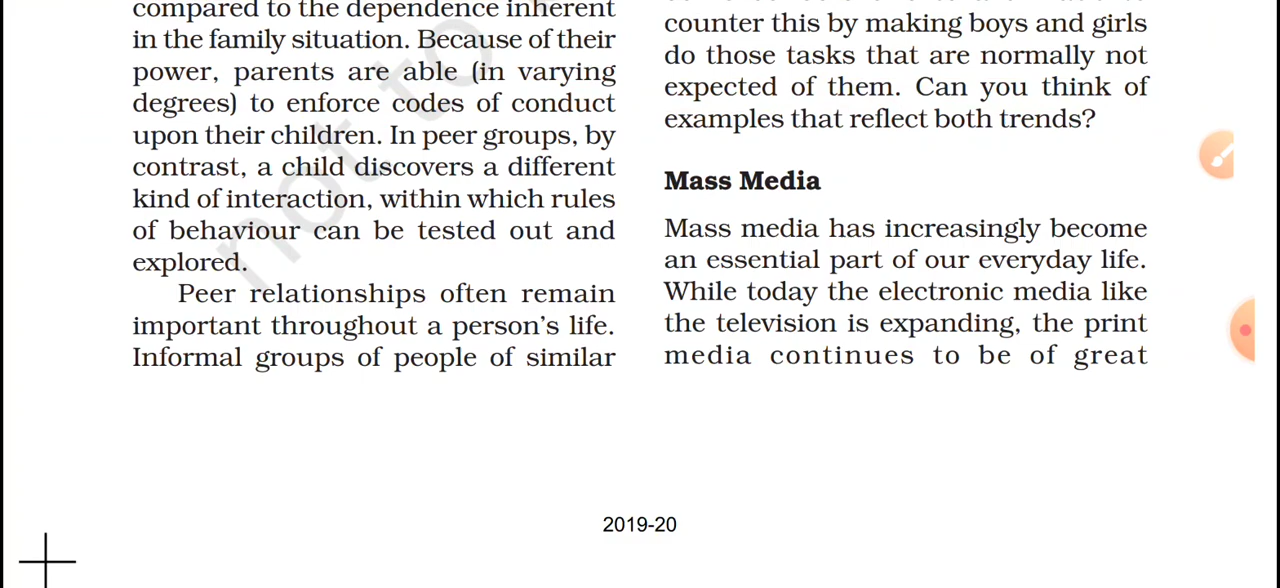 compared to the dependence inherent
in the family situation. Because of their
power, parents are able (in varying
degrees) to enforce codes of conduct
upon their children. In peer groups, by
contrast, a child discovers a different
kind of interaction, within which rules
of behaviour can be tested out and
explored.
Peer relationships often remain
important throughout a person's life.
Informal groups of people of similar
counter this by making boys and girls
do those tasks that are normally not
expected of them. Can you think of
examples that reflect both trends?
Mass Media
Mass media has increasingly become
an essential part of our everyday life.
While today the electronic media like
the television is expanding, the print
media continues to be of great
not to
2019-20